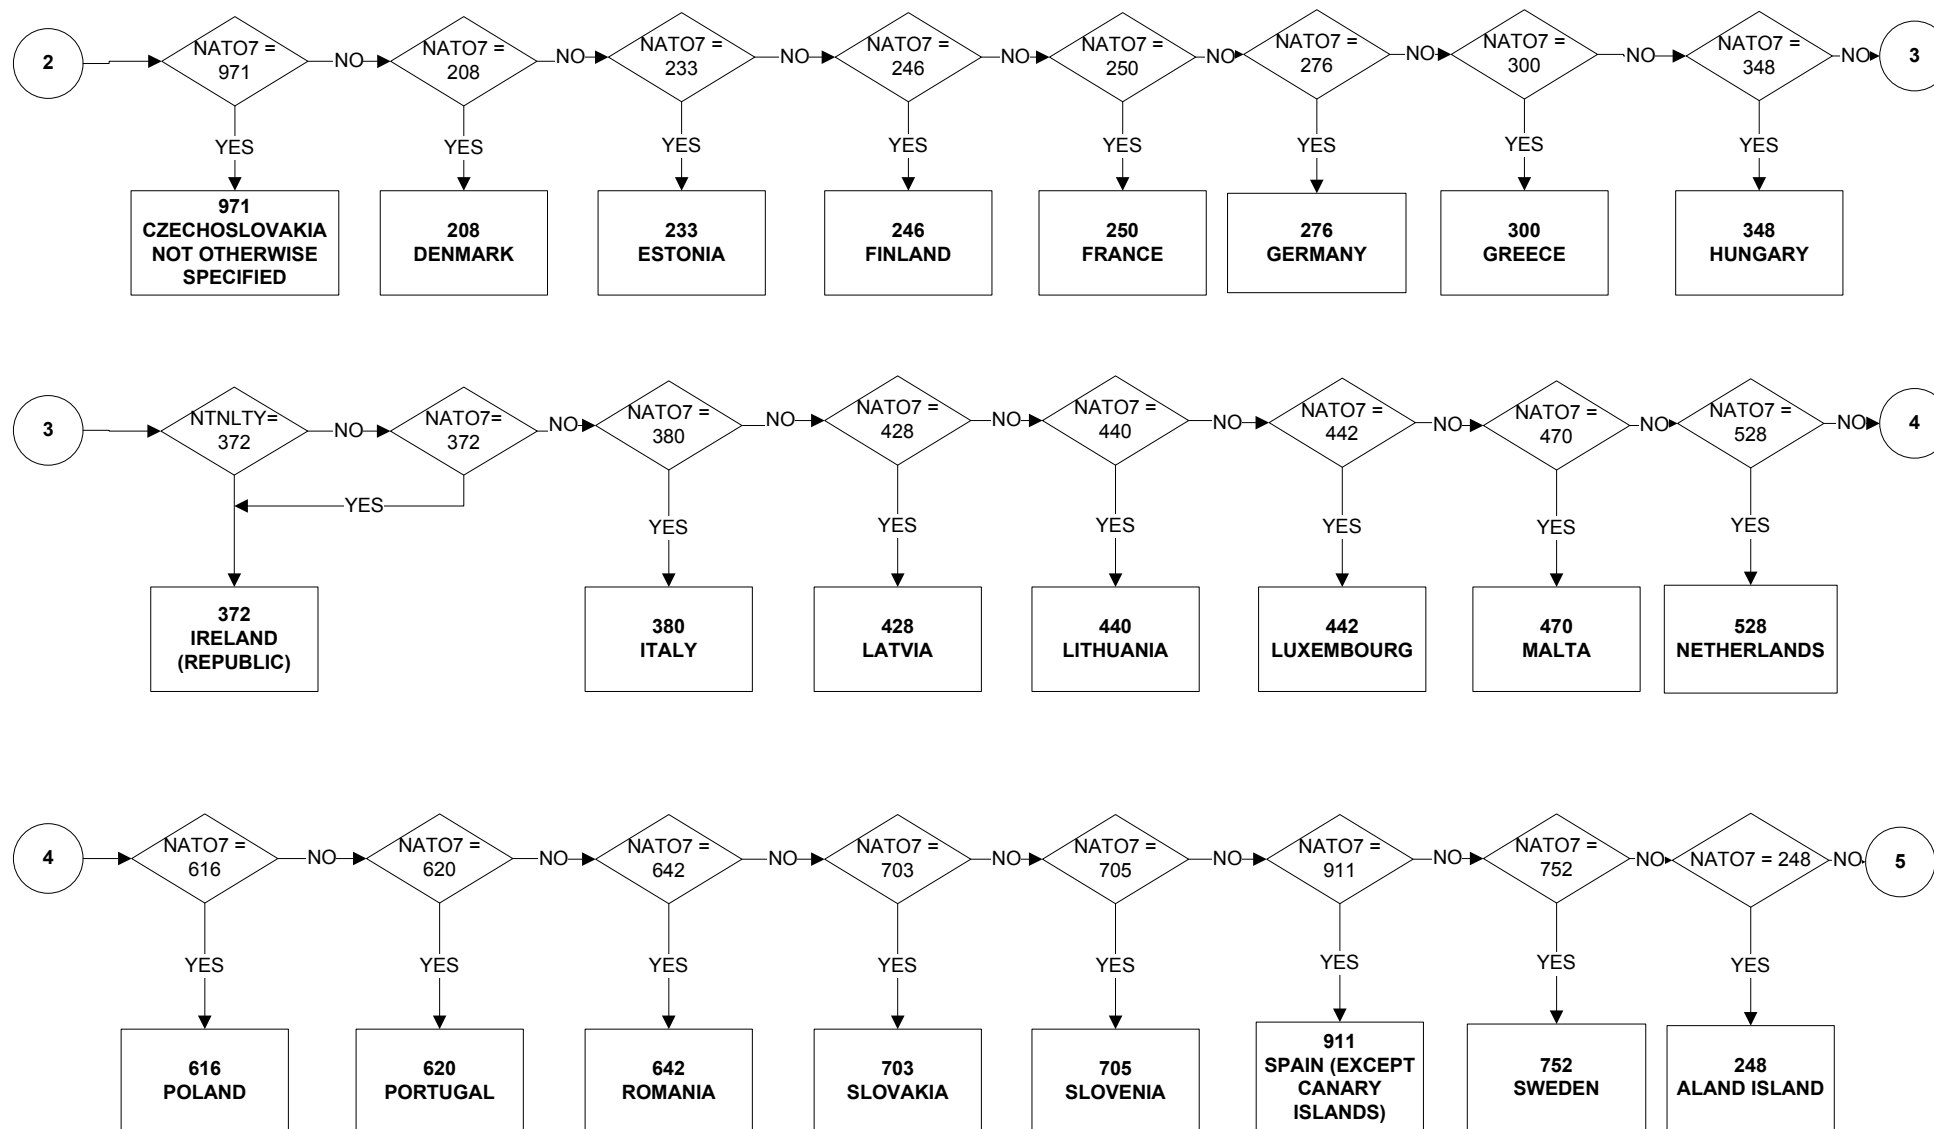 2
NATO7 =
971
NO
NATO7 =
208
NO
NATO7 =
233
NO
NATO7 =
246
NO
NATO7 =
250
NO
NATO7 =
276
NO
NATO7 =
300
NO
NATO7 =
348
NO
3
YES
YES
YES
YES
YES
YES
YES
YES
971
CZECHOSLOVAKIA
NOT OTHERWISE
SPECIFIED
208
DENMARK
233
ESTONIA
246
FINLAND
250
FRANCE
276
GERMANY
300
GREECE
348
HUNGARY
3
NTNLTY=
372
NO
NATO7=
372
NO
NATO7 =
380
NO
NATO7 =
428
NO
NATO7 =
440
NO
NATO7 =
442
NO
NATO7 =
470
NO
NATO7 =
528
NO
4
YES
YES
YES
YES
YES
YES
YES
372
IRELAND
(REPUBLIC)
380
ITALY
428
LATVIA
440
LITHUANIA
442
LUXEMBOURG
470
MALTA
528
NETHERLANDS
4
NATO7 =
616
NO
NATO7 =
620
NO
NATO7 =
642
NO
NATO7 =
703
NO
NATO7 =
705
NO
NATO7 =
911
NO
NATO7 =
752
NO
NATO7 = 248
NO
5
YES
YES
YES
YES
YES
YES
YES
YES
616
POLAND
620
PORTUGAL
642
ROMANIA
703
SLOVAKIA
705
SLOVENIA
911
SPAIN (EXCEPT
CANARY
ISLANDS)
752
SWEDEN
248
ALAND ISLAND